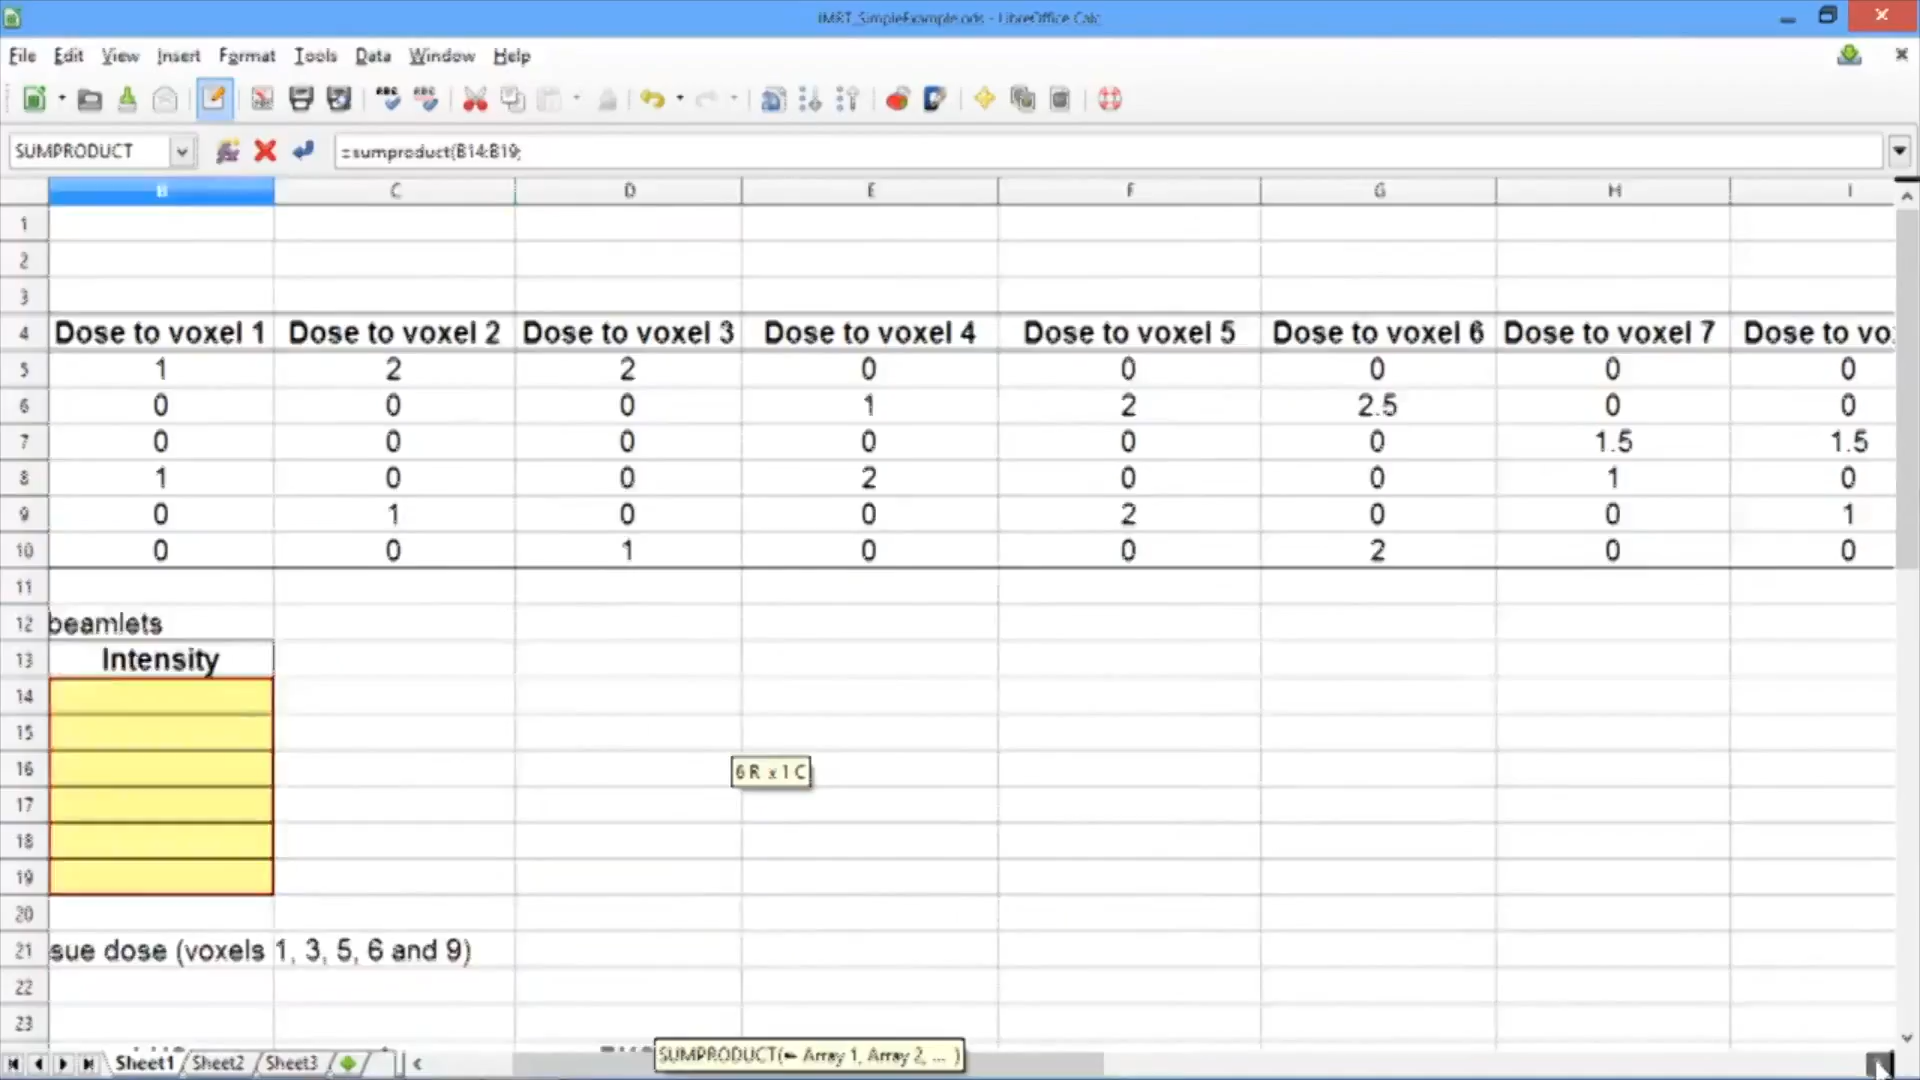 IMRT_SimpleExample.ods - LibreOffice Calc
File Edit View Insert Format Tools Data Window Help
SUMPRODUCT =sumproduct(B14:B19;
B C D E F G H I
1
2
3
4 Dose to voxel 1 Dose to voxel 2 Dose to voxel 3 Dose to voxel 4 Dose to voxel 5 Dose to voxel 6 Dose to voxel 7 Dose to vo
5 1 2 2 0 0 0 0 0
6 0 0 0 1 2 2.5 0 0
7 0 0 0 0 0 0 1.5 1.5
8 1 0 0 2 0 0 1 0
9 0 1 0 0 2 0 0 1
10 0 0 1 0 0 2 0 0
11
12 beamlets
13 Intensity
14
15
16 6 R x 1 C
17
18
19
20
21 sue dose (voxels 1, 3, 5, 6 and 9)
22
23
Sheet1 Sheet2 Sheet3 SUMPRODUCT( Array 1, Array 2, ... )